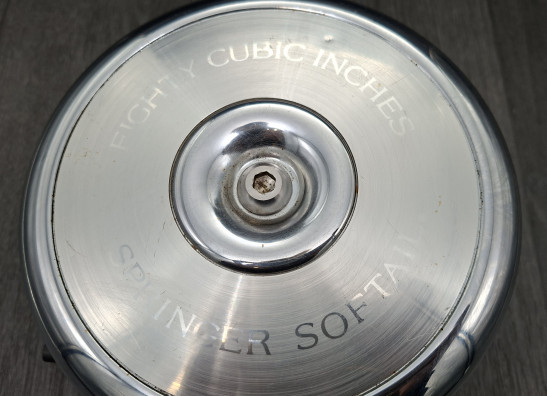 EIGHTY CUBIC INCHES
SPRINGER SOFTAIL